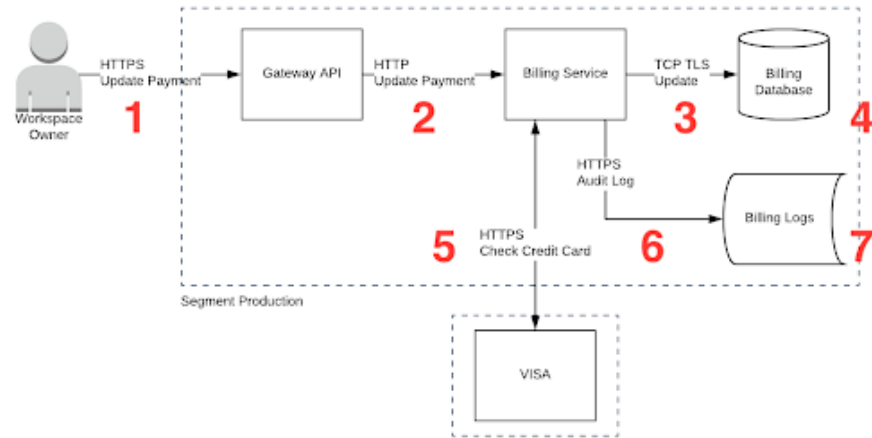 HTTPS
Update Payment
1
Workspace
Owner
Gateway API
HTTP
Update Payment
2
Billing Service
TCP TLS
Update
3
Billing
Database
4
HTTPS
Audit Log
Billing Logs
5
HTTPS
Check Credit Card
6
7
Segment Production
VISA